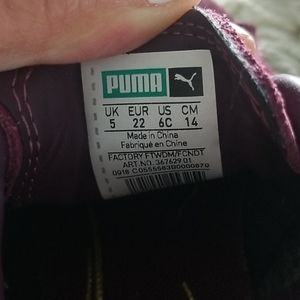 PUMA
UK EUR US CM
5 22 6C 14
Made in China
Fabriqué en Chine
FACTORY FTWDM/FCNDT
ART.NO. 367629 01
0918